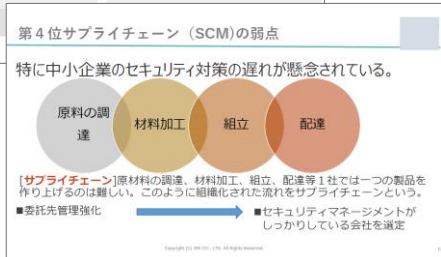 第4位サプライチェーン（SCM)の弱点
特に中小企業のセキュリティ対策の遅れが懸念されている。
原料の調
達
材料加工
組立
配達
[サプライチェーン]原材料の調達、材料加工、組立、配達等1社では一つの製品を
作り上げるのは難しい。このように組織化された流れをサプライチェーンという。
■委託先管理強化
■セキュリティマネージメントが
しっかりしている会社を選定